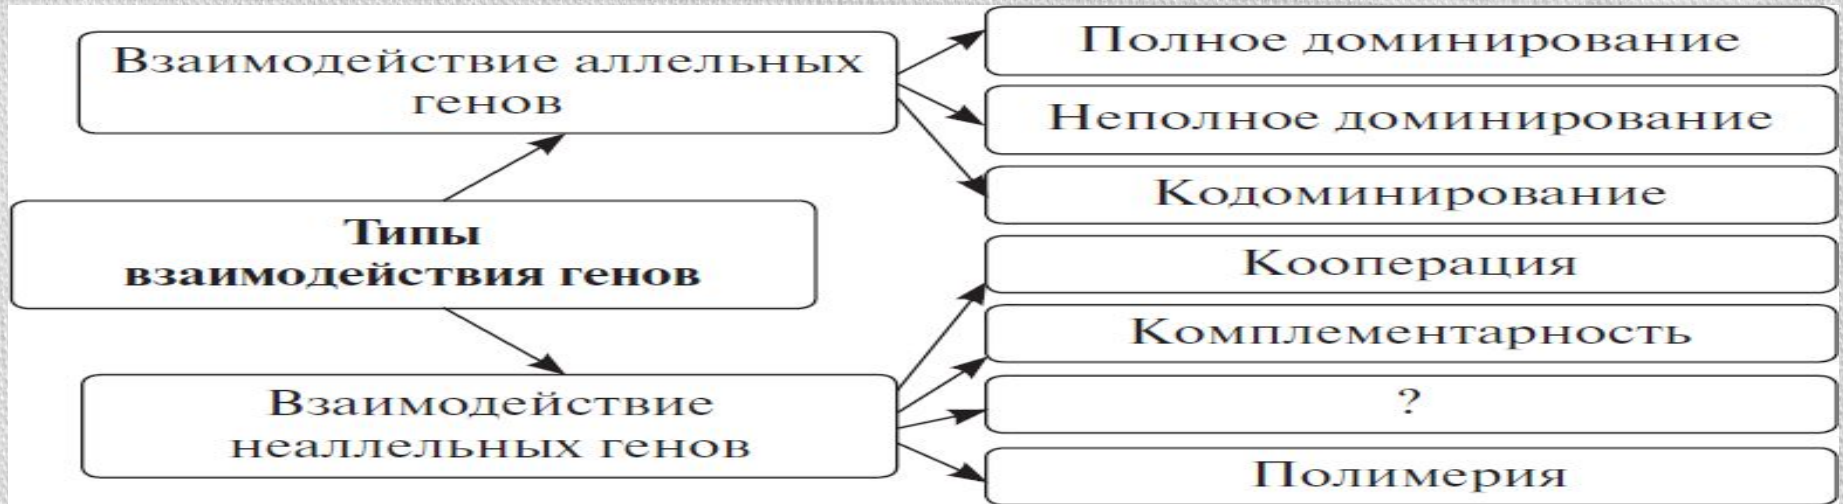 Взаимодействие аллельных
генов
Типы
взаимодействия генов
Взаимодействие
неаллельных генов
Полное доминирование
Неполное доминирование
Кодоминирование
Кооперация
Комплементарность
?
Полимерия